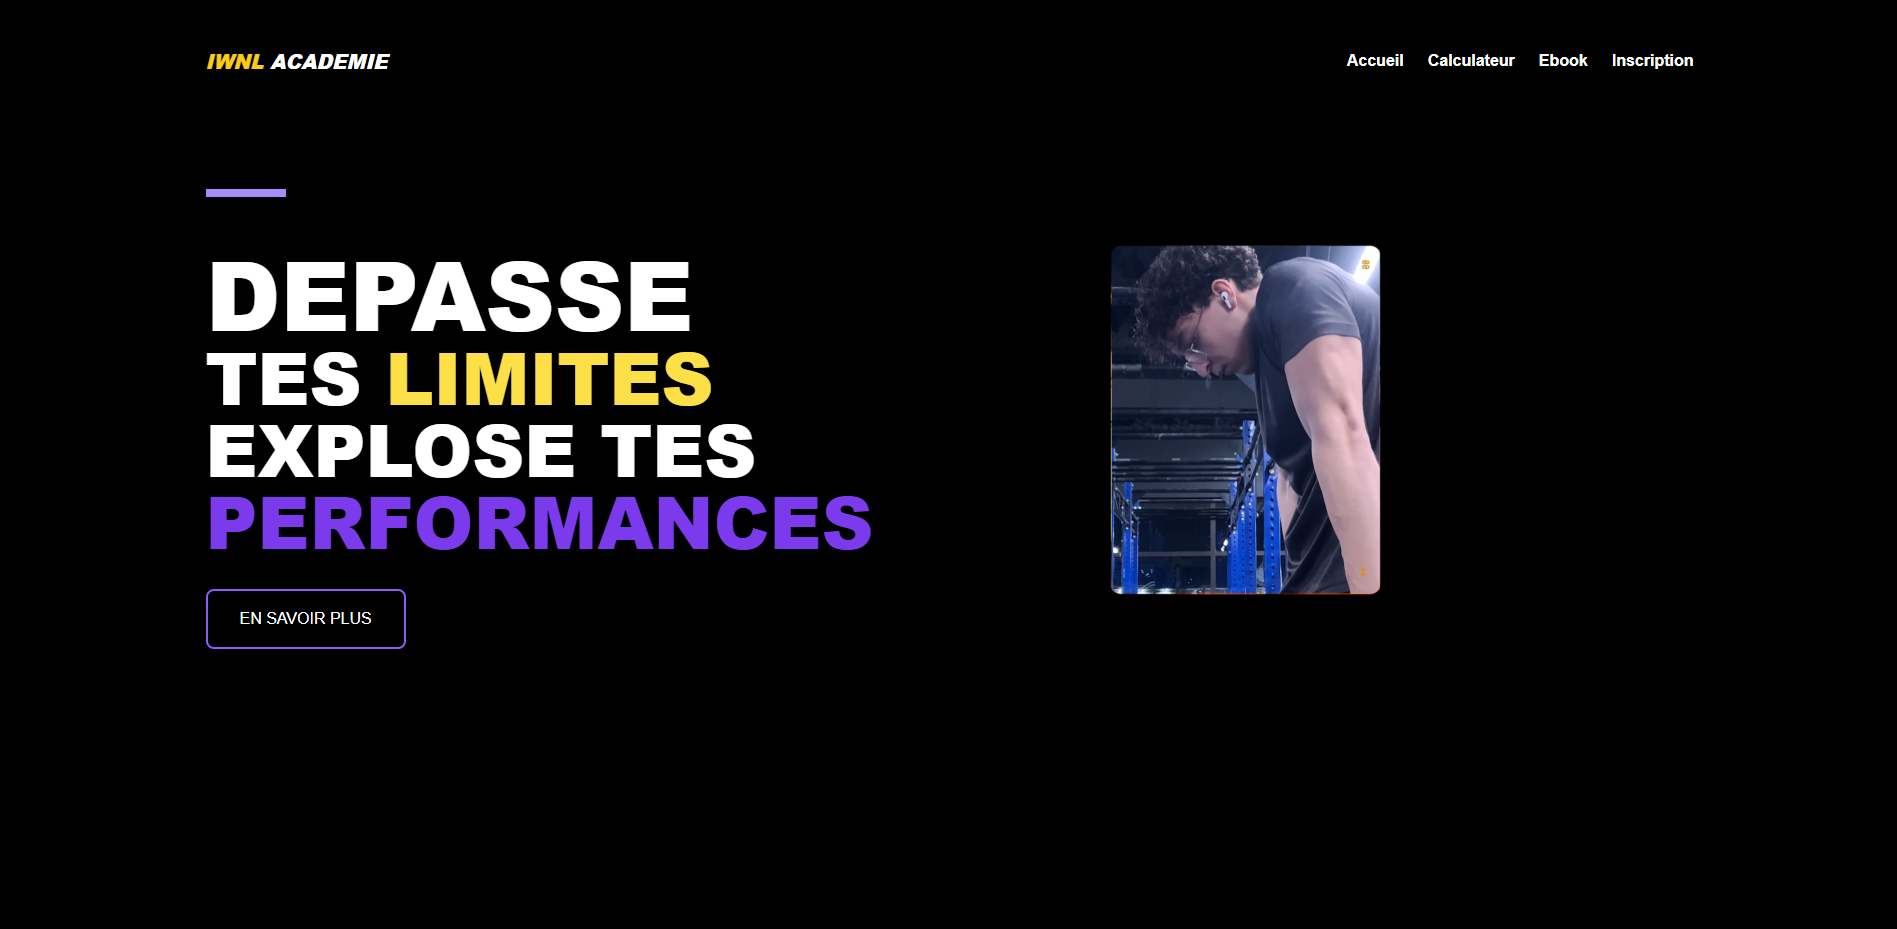 IWNL ACADEMIE
Accueil Calculateur Ebook Inscription
DEPASSE
TES LIMITES
EXPLOSE TES
PERFORMANCES
EN SAVOIR PLUS